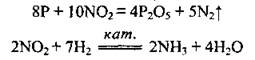 8P + 10NO₂ = 4P₂O₅ + 5N₂↑
кат.
2NO₂ + 7H₂ ⇌ 2NH₃ + 4H₂O